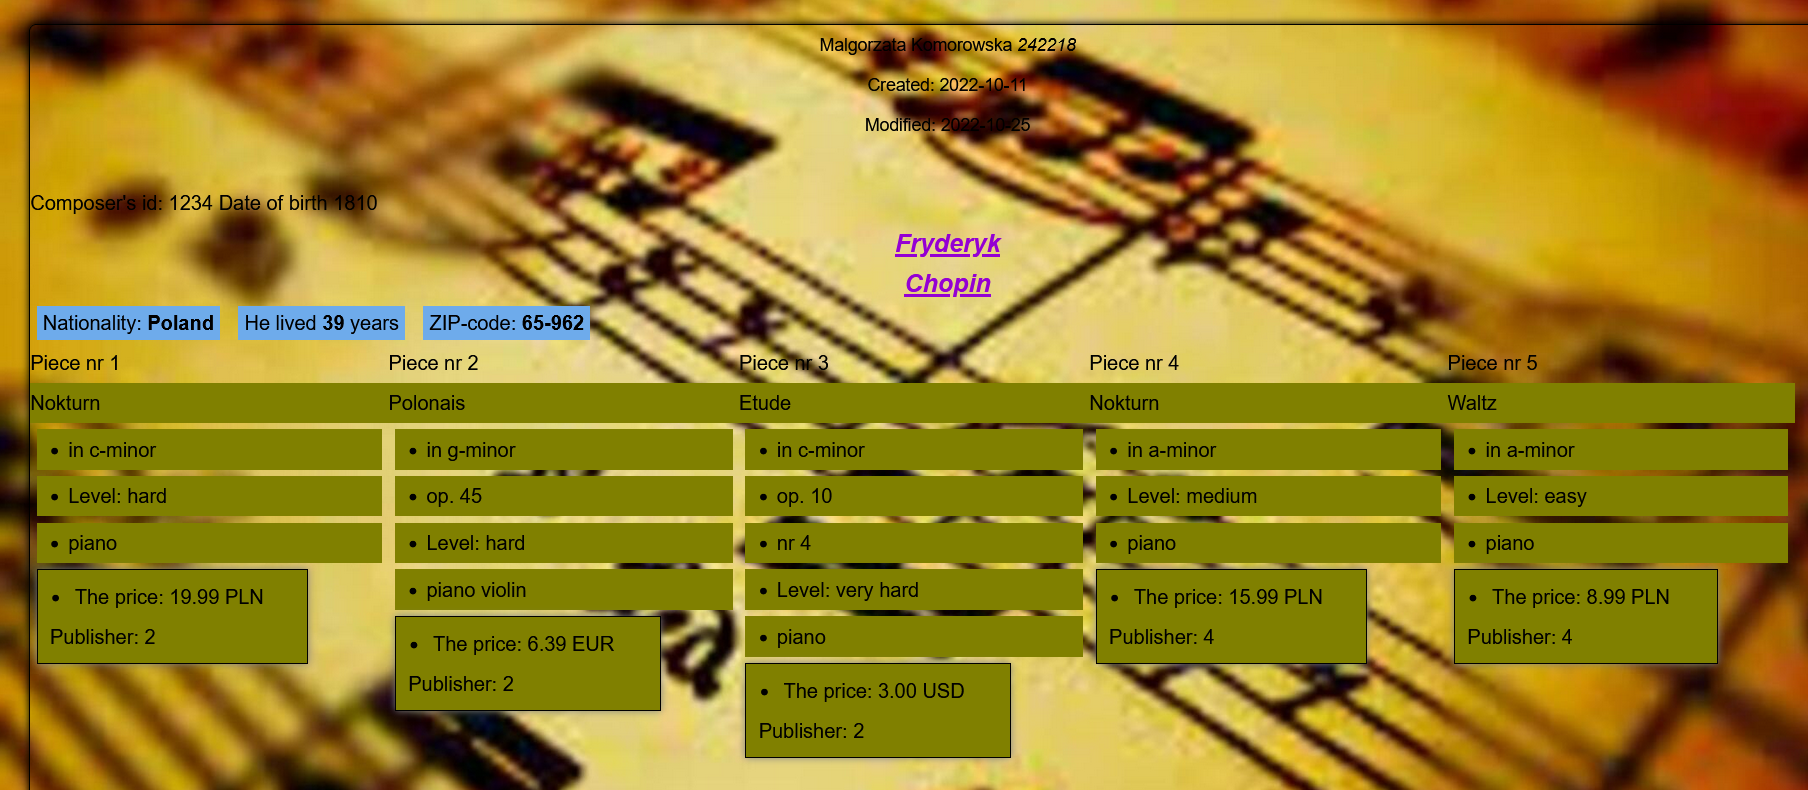 Malgorzata Komorowska 242218
Created: 2022-10-11
Modified: 2022-10-25
Composer's id: 1234 Date of birth 1810
Fryderyk
Chopin
Nationality: Poland
He lived 39 years
ZIP-code: 65-962
Piece nr 1
Nokturn
• in c-minor
• Level: hard
• piano
• The price: 19.99 PLN
Publisher: 2
Piece nr 2
Polonais
• in g-minor
• op. 45
• Level: hard
• piano violin
• The price: 6.39 EUR
Publisher: 2
Piece nr 3
Etude
• in c-minor
• op. 10
• nr 4
• Level: very hard
• piano
• The price: 3.00 USD
Publisher: 2
Piece nr 4
Nokturn
• in a-minor
• Level: medium
• piano
• The price: 15.99 PLN
Publisher: 4
Piece nr 5
Waltz
• in a-minor
• Level: easy
• piano
• The price: 8.99 PLN
Publisher: 4